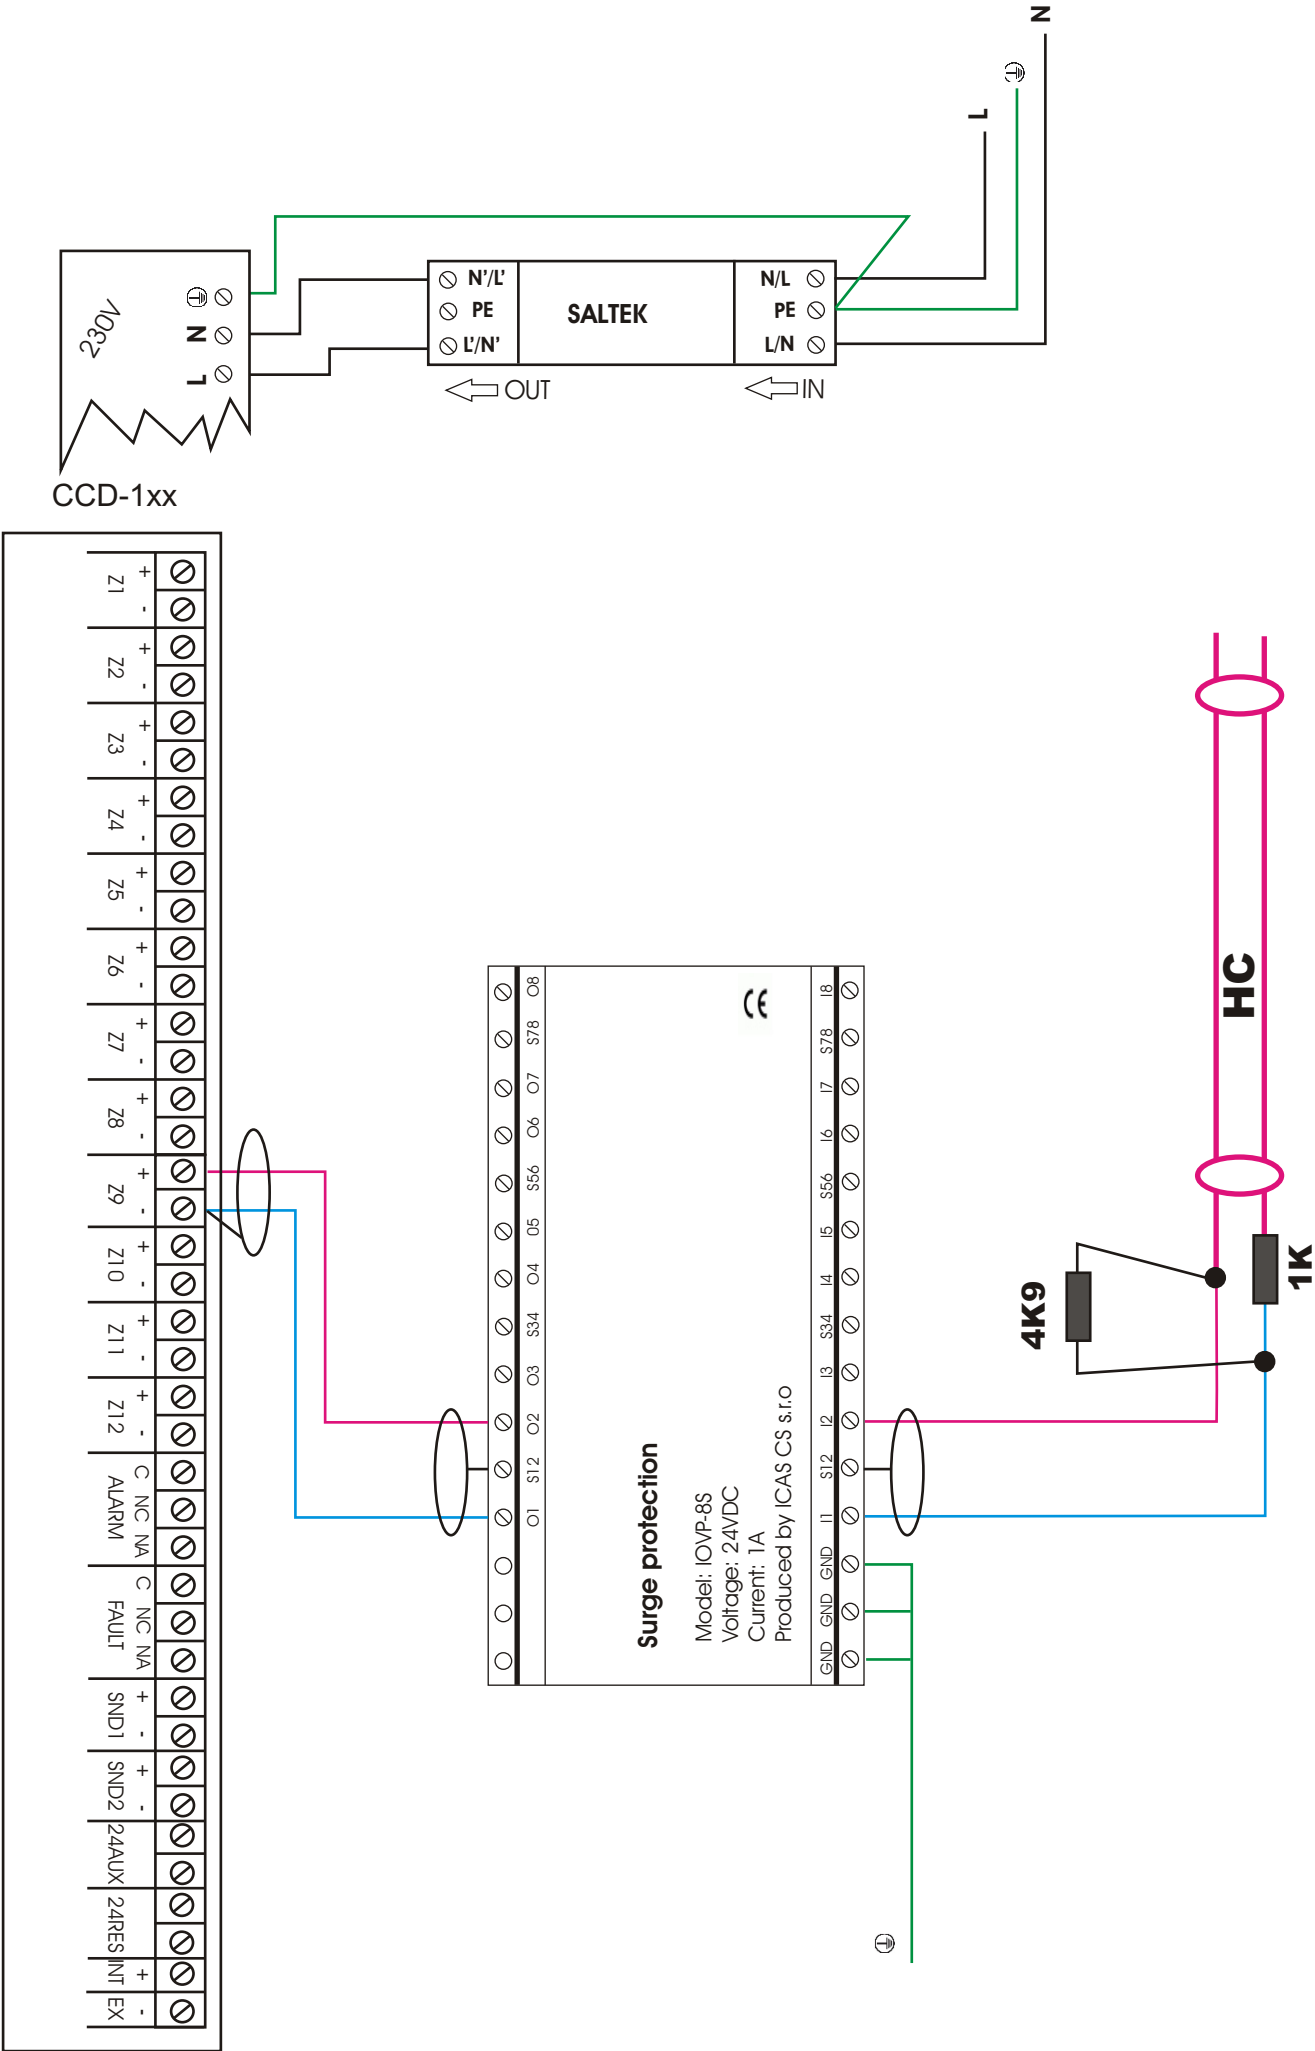 N
L
230V
N
L
N'/L'
PE
L'/N'
SALTEK
N/L
PE
L/N
OUT
IN
CCD-1xx
Z1 + -
Z2 + -
Z3 + -
Z4 + -
Z5 + -
Z6 + -
Z7 + -
Z8 + -
Z9 + -
Z10 + -
Z11 + -
Z12 + -
ALARM
C NC NA
FAULT
C NC NA
SND1 + -
SND2 + -
24AUX
24RES
INT +
EX -
O8
S78
O7
O6
S56
05
O4
S34
O3
O2
S12
O1
CE
Surge protection
Model: IOVP-8S
Voltage: 24VDC
Current: 1A
Produced by ICAS CS s.r.o
I8
S78
I7
I6
S56
I5
I4
S34
I3
I2
S12
I1
GND
GND
GND
HC
4K9
1K